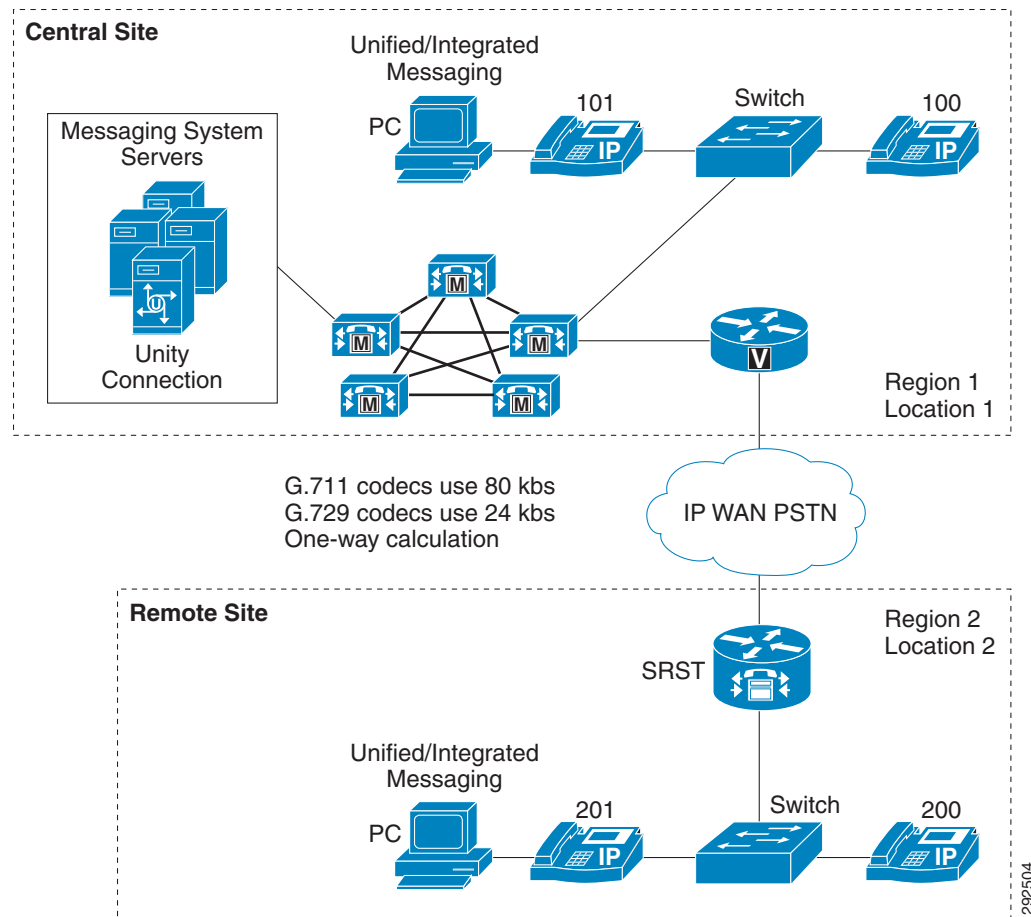 Central Site
Unified/Integrated
Messaging
PC
101
Switch
100
IP
IP
Messaging System
Servers
U
Unity
Connection
M
M
M
M
M
V
Region 1
Location 1
G.711 codecs use 80 kbs
G.729 codecs use 24 kbs
One-way calculation
IP WAN PSTN
Remote Site
Region 2
Location 2
SRST
Unified/Integrated
Messaging
PC
201
Switch
200
IP
IP
292504